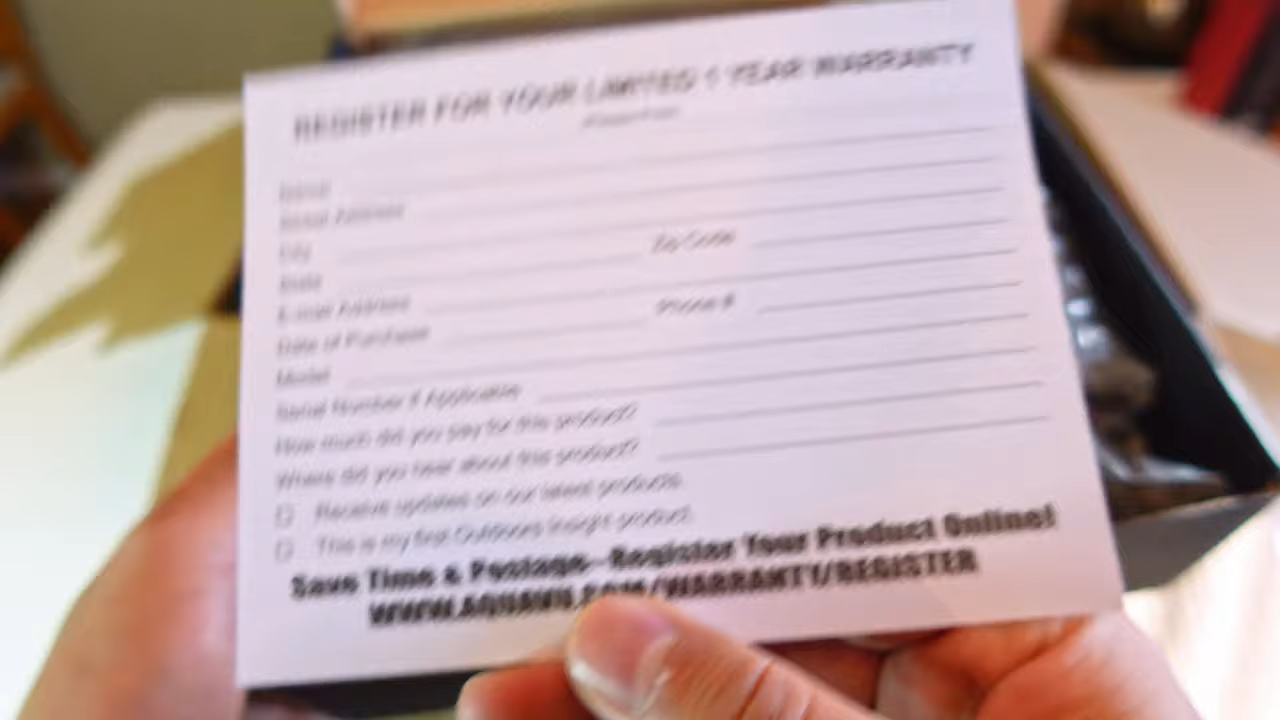 REGISTER FOR YOUR LIMITED 1 YEAR WARRANTY
Name
Street Address
City Zip Code
State
E-mail Address Phone #
Date of Purchase
Model
Serial Number if Applicable
How much did you pay for this product?
Where did you hear about this product?
Receive updates on our latest products.
This is my first Outdoors Insight product.
Save Time & Postage--Register Your Product Online!
/WARRANTY/REGISTER